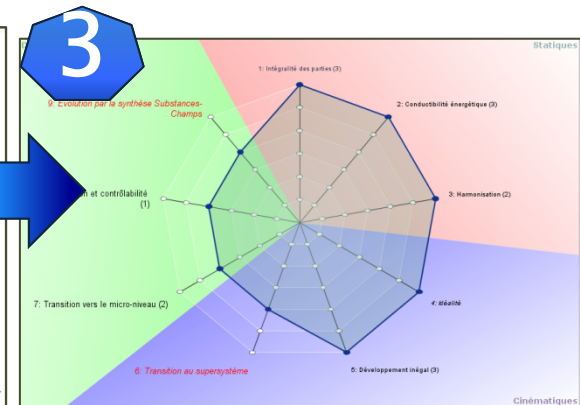 3
D
Statiques
1: Intégralité des parties (3)
9: Evolution par la synthèse Substances-
Champs
2: Conductibilité énergétique (3)
et contrôlabilité
(1)
3: Harmonisation (2)
7: Transition vers le micro-niveau (2)
4: Idéalité
6: Transition au supersystème
5: Développement inégal (3)
Cinématiques